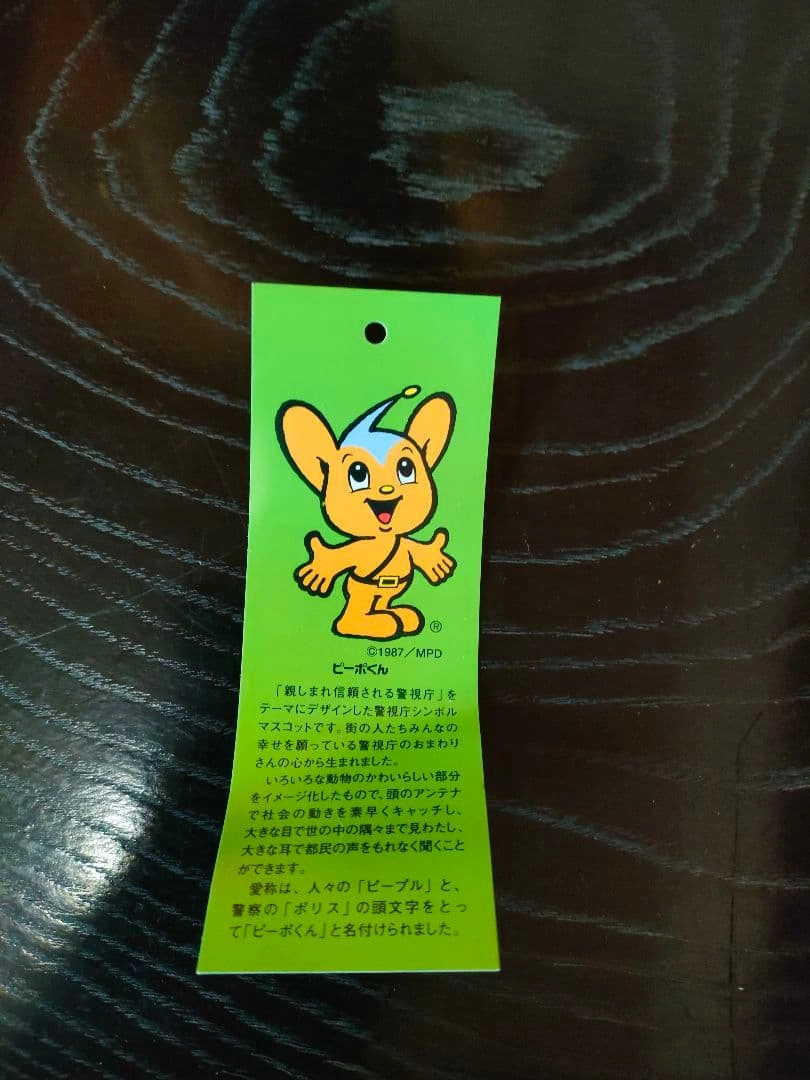 ®
©1987／MPD
ピーポくん
「親しまれ信頼される警視庁」を
テーマにデザインした警視庁シンボル
マスコットです。街の人たちみんなの
幸せを願っている警視庁のおまわり
さんの心から生まれました。
いろいろな動物のかわいらしい部分
をイメージ化したもので、頭のアンテナ
で社会の動きを素早くキャッチし、
大きな目で世の中の隅々まで見わたし、
大きな耳で都民の声をもれなく聞くこと
ができます。
愛称は、人々の「ピープル」と、
警察の「ポリス」の頭文字をとっ
て「ピーポくん」と名付けられました。